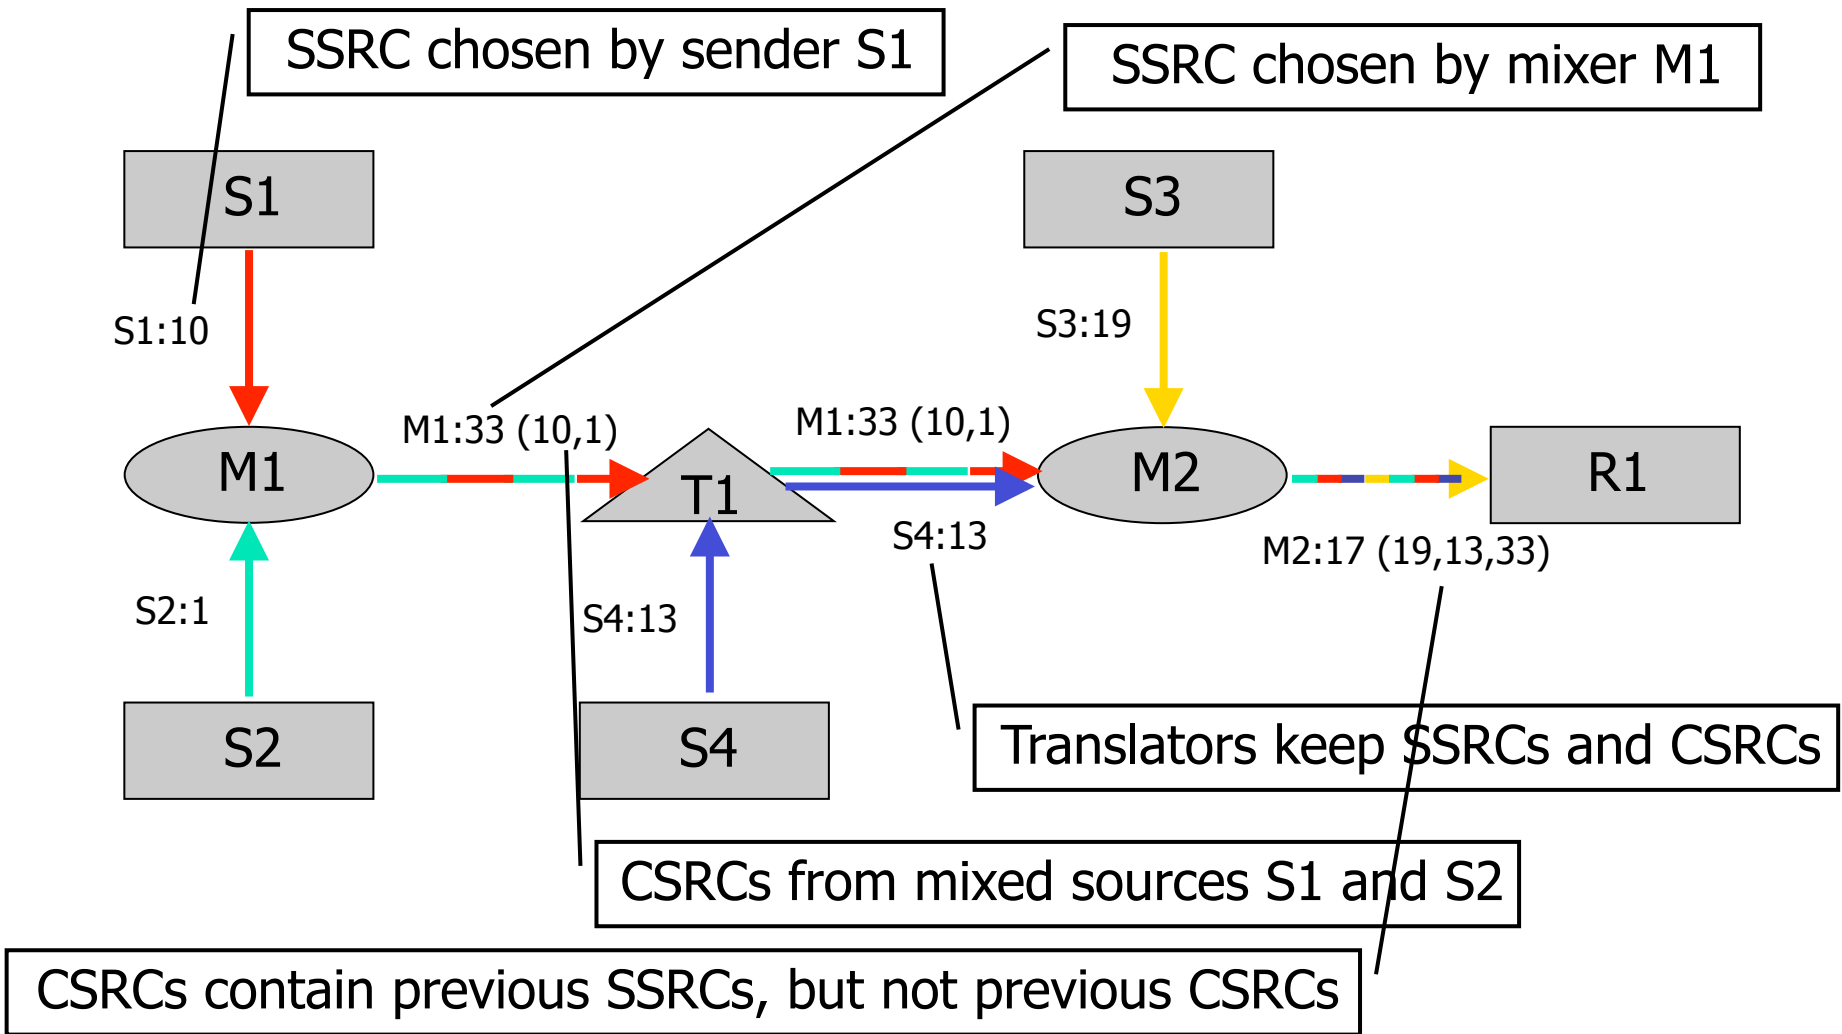 SSRC chosen by sender S1
SSRC chosen by mixer M1
S1
S3
S1:10
S3:19
M1:33 (10,1)
M1:33 (10,1)
M1
T1
M2
R1
S4:13
M2:17 (19,13,33)
S2:1
S4:13
S2
S4
Translators keep SSRCs and CSRCs
CSRCs from mixed sources S1 and S2
CSRCs contain previous SSRCs, but not previous CSRCs